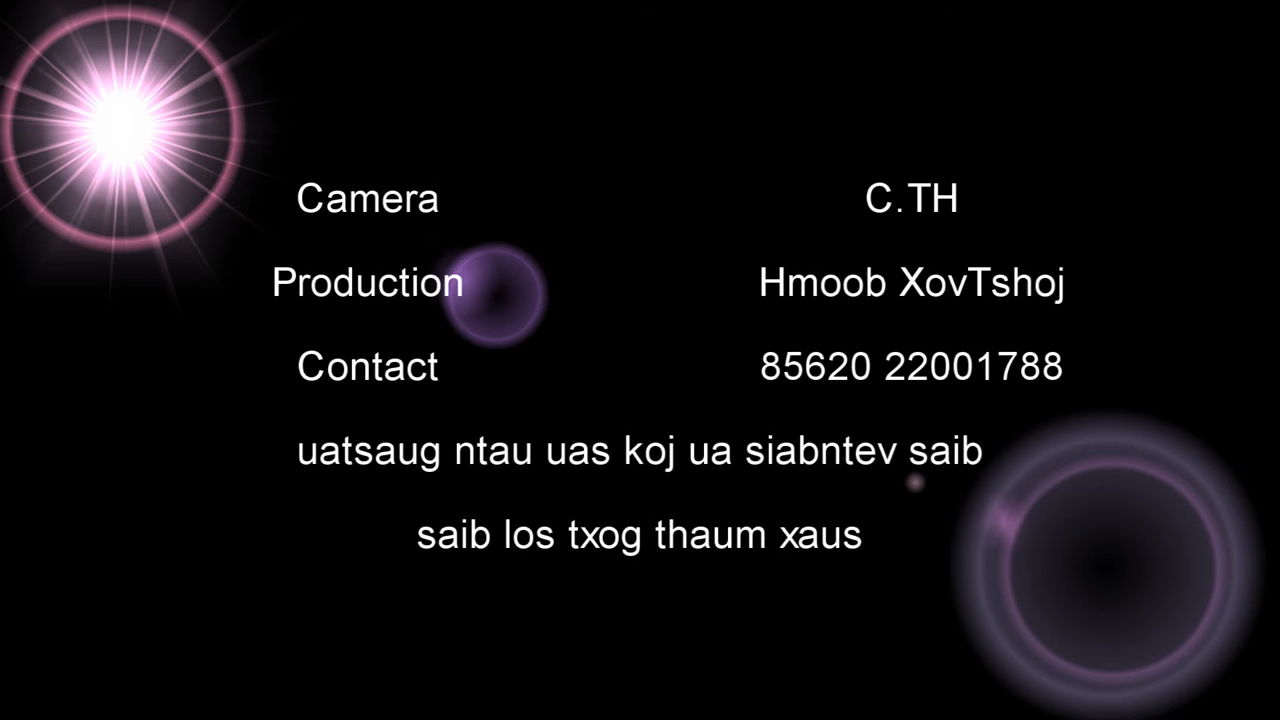 Camera C.TH
Production Hmoob XovTshoj
Contact 85620 22001788
uatsaug ntau uas koj ua siabntev saib
saib los txog thaum xaus